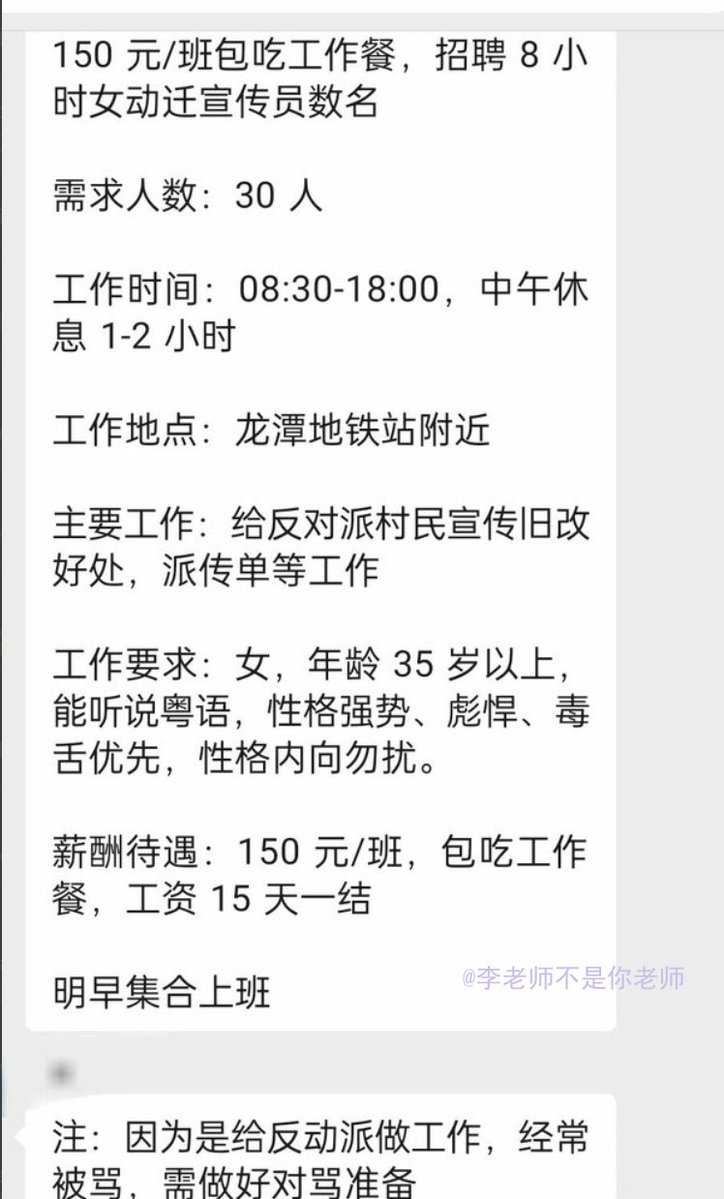 150 元/班包吃工作餐，招聘 8 小
时女动迁宣传员数名
需求人数：30 人
工作时间：08:30-18:00，中午休
息 1-2 小时
工作地点：龙潭地铁站附近
主要工作：给反对派村民宣传旧改
好处，派传单等工作
工作要求：女，年龄 35 岁以上，
能听说粤语，性格强势、彪悍、毒
舌优先，性格内向勿扰。
薪酬待遇：150 元/班，包吃工作
餐，工资 15 天一结
@李老师不是你老师
明早集合上班
注：因为是给反动派做工作，经常
被骂，需做好对骂准备